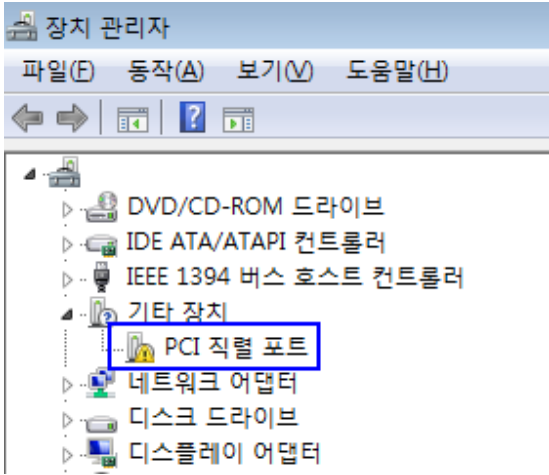 장치 관리자
파일(F) 동작(A) 보기(V) 도움말(H)
DVD/CD-ROM 드라이브
IDE ATA/ATAPI 컨트롤러
IEEE 1394 버스 호스트 컨트롤러
기타 장치
PCI 직렬 포트
네트워크 어댑터
디스크 드라이브
디스플레이 어댑터